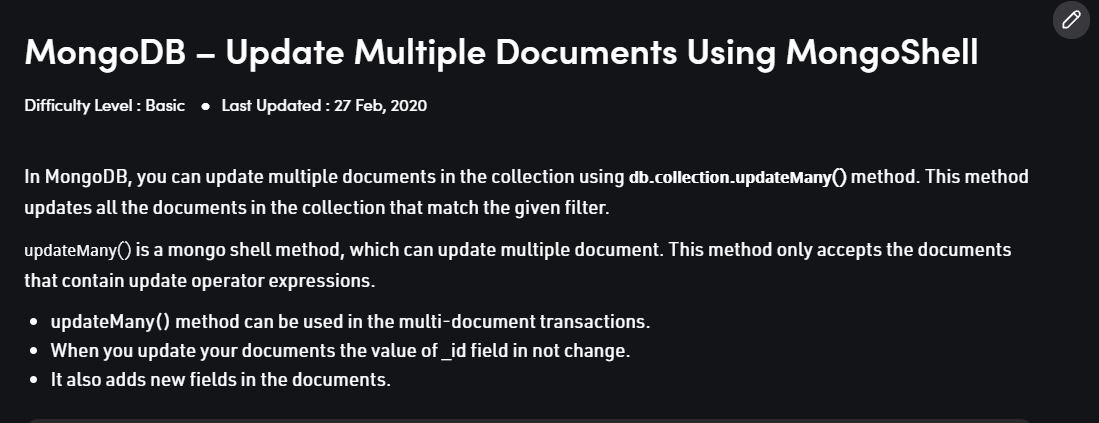 MongoDB – Update Multiple Documents Using MongoShell
Difficulty Level : Basic ● Last Updated : 27 Feb, 2020
In MongoDB, you can update multiple documents in the collection using db.collection.updateMany() method. This method
updates all the documents in the collection that match the given filter.
updateMany() is a mongo shell method, which can update multiple document. This method only accepts the documents
that contain update operator expressions.
• updateMany() method can be used in the multi-document transactions.
• When you update your documents the value of _id field in not change.
• It also adds new fields in the documents.